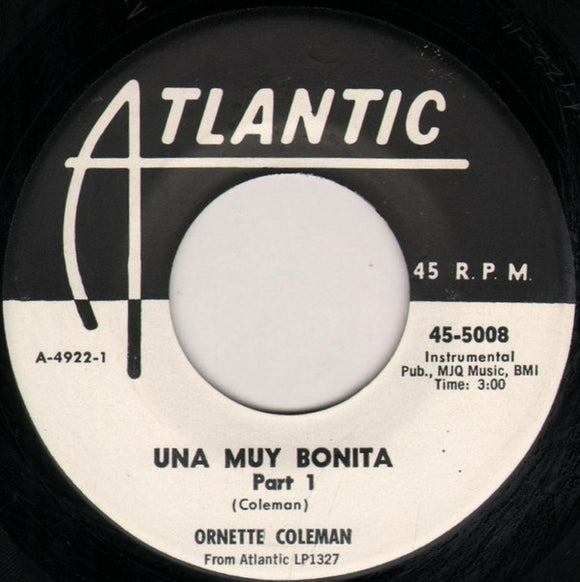 ATLANTIC
45 R.P.M.
A-4922-1
45-5008
Instrumental
Pub., MJQ Music, BMI
Time: 3:00
UNA MUY BONITA
Part 1
(Coleman)
ORNETTE COLEMAN
From Atlantic LP1327